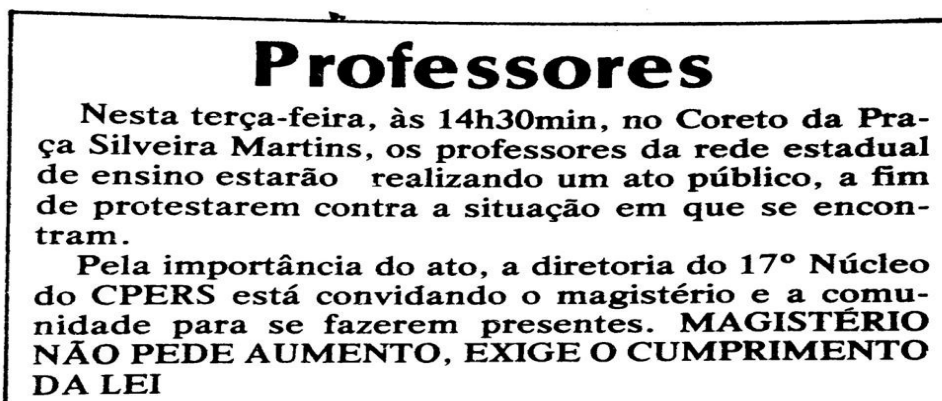 Professores
Nesta terça-feira, às 14h30min, no Coreto da Pra-
ça Silveira Martins, os professores da rede estadual
de ensino estarão realizando um ato público, a fim
de protestarem contra a situação em que se encon-
tram.
Pela importância do ato, a diretoria do 17º Núcleo
do CPERS está convidando o magistério e a comu-
nidade para se fazerem presentes. MAGISTÉRIO
NÃO PEDE AUMENTO, EXIGE O CUMPRIMENTO
DA LEI